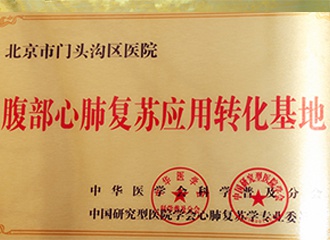 北京市门头沟区医院
腹部心肺复苏应用转化基地
中华医学会科学普及分会
中国研究型医院学会心肺复苏学专业委